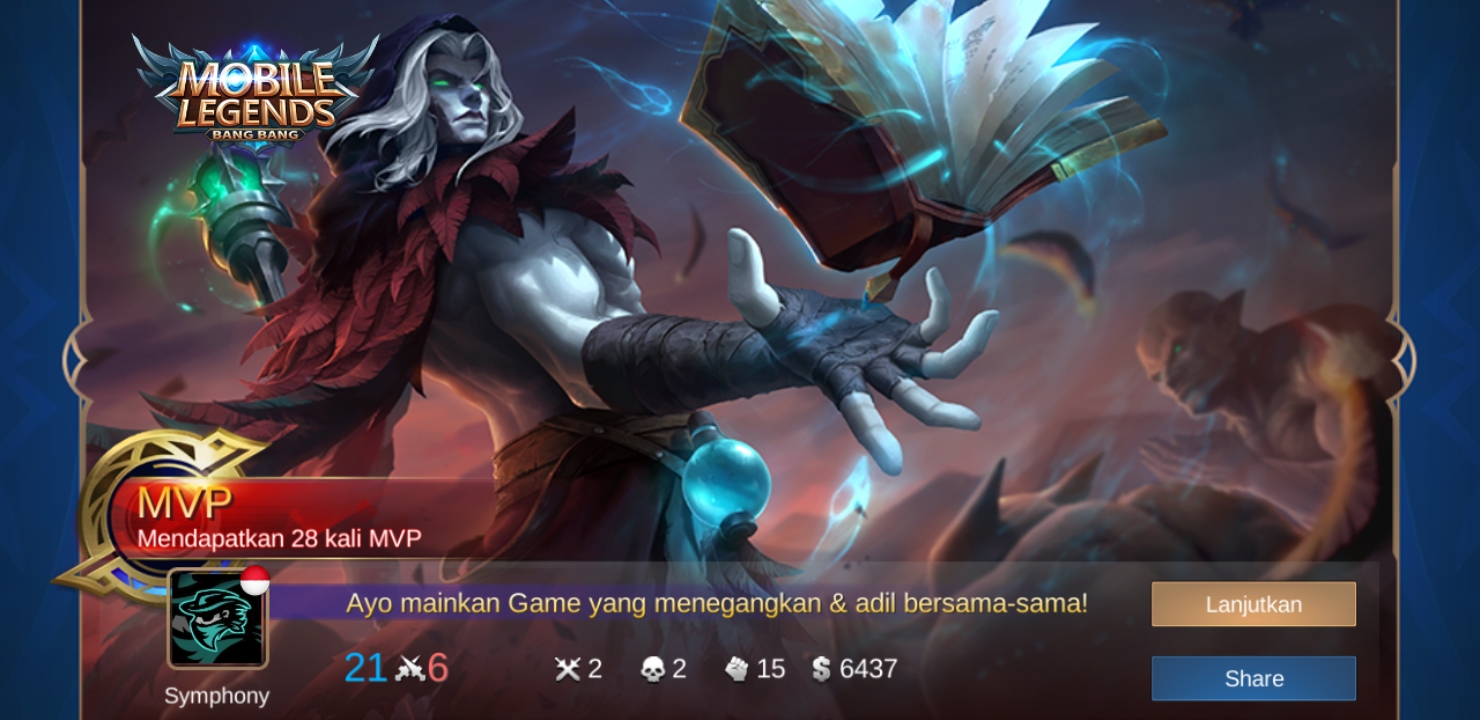 MOBILE
LEGENDS
BANG BANG
MVP
Mendapatkan 28 kali MVP
Ayo mainkan Game yang menegangkan & adil bersama-sama!
Lanjutkan
21 6 2 2 15 $ 6437
Share
Symphony